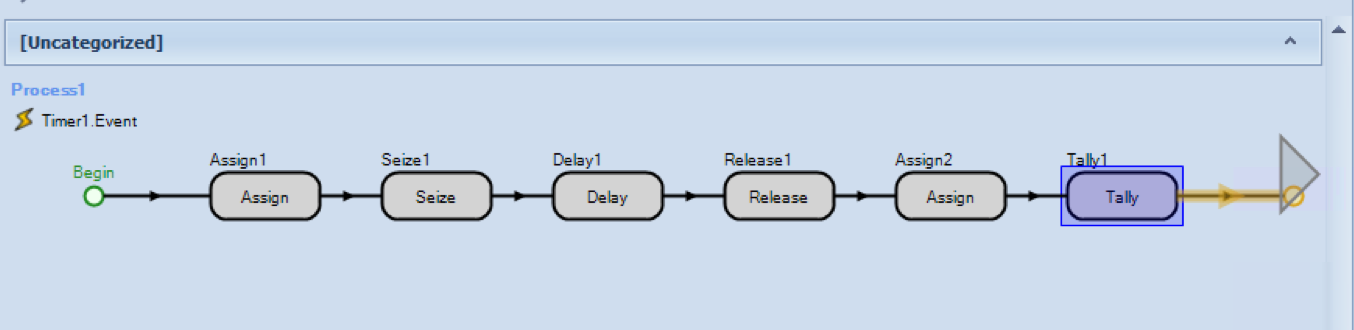 [Uncategorized]
Process1
Timer1.Event
Begin
Assign1 Seize1 Delay1 Release1 Assign2 Tally1
Assign Seize Delay Release Assign Tally